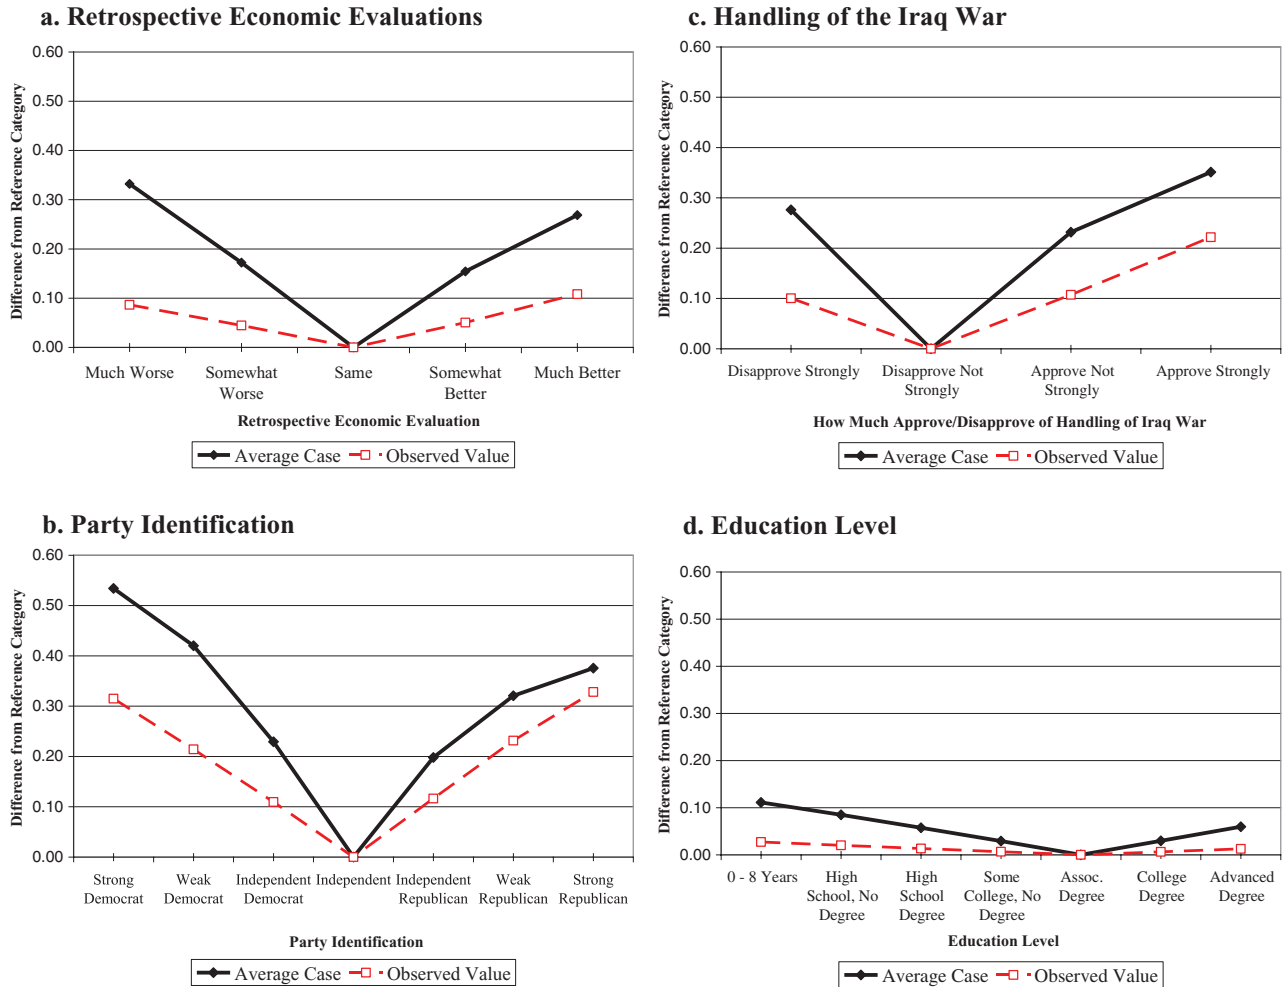 a. Retrospective Economic Evaluations
0.60
0.50
0.40
0.30
0.20
0.10
0.00
Difference from Reference Category
Much Worse
Somewhat
Worse
Same
Somewhat
Better
Much Better
Retrospective Economic Evaluation
Average Case
Observed Value
b. Party Identification
0.60
0.50
0.40
0.30
0.20
0.10
0.00
Difference from Reference Category
Strong
Democrat
Weak
Democrat
Independent
Democrat
Independent
Independent
Republican
Weak
Republican
Strong
Republican
Party Identification
Average Case
Observed Value
c. Handling of the Iraq War
0.60
0.50
0.40
0.30
0.20
0.10
0.00
Difference from Reference Category
Disapprove Strongly
Disapprove Not
Strongly
Approve Not
Strongly
Approve Strongly
How Much Approve/Disapprove of Handling of Iraq War
Average Case
Observed Value
d. Education Level
0.60
0.50
0.40
0.30
0.20
0.10
0.00
Difference from Reference Category
0 - 8 Years
High
School, No
Degree
High
School
Degree
Some
College, No
Degree
Assoc.
Degree
College
Degree
Advanced
Degree
Education Level
Average Case
Observed Value